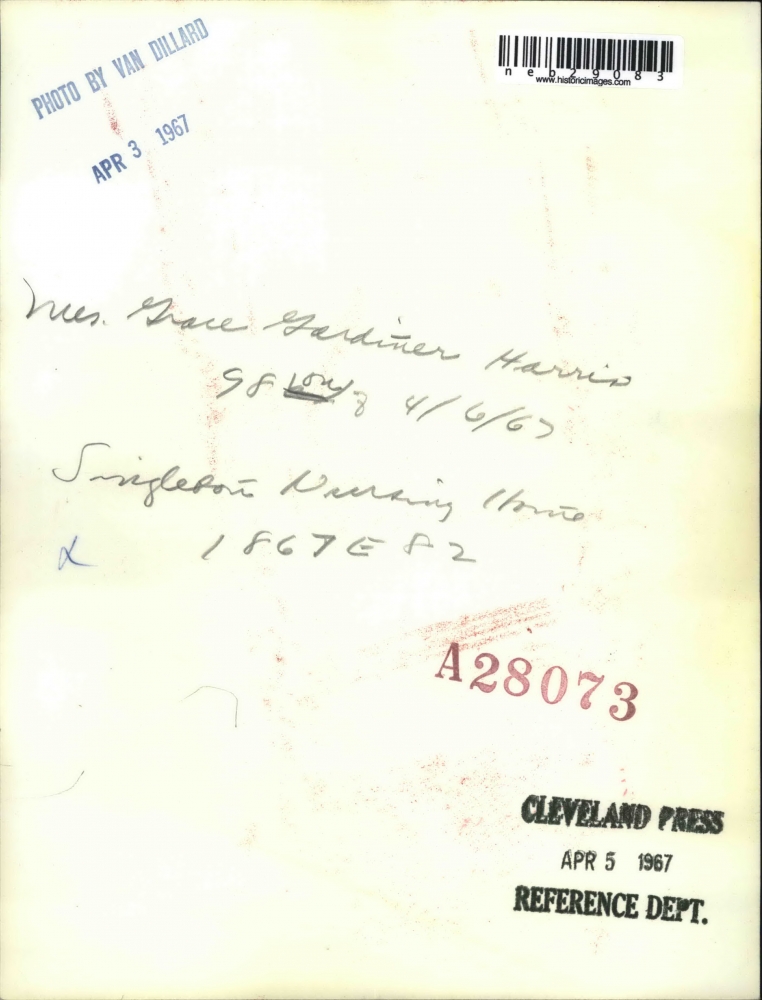 PHOTO BY VAN DILLARD
APR 3 1967
neb29083
www.historicimages.com
Mrs. Grace Gardiner Harris
98 4/6/67
Singleton Nursing Home
1867 E 82
A28073
CLEVELAND PRESS
APR 5 1967
REFERENCE DEPT.